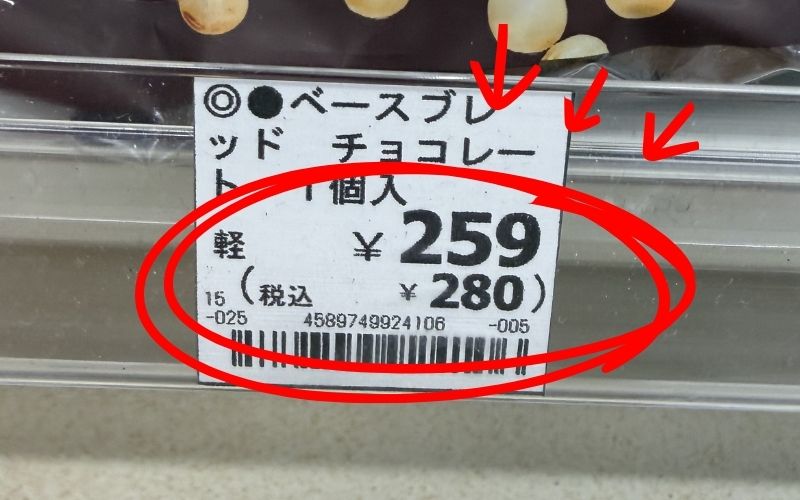 ◎●ベースブレ
ッド　チョコレー
ト　1個入
軽　¥259
15（税込　¥280）
-025　4589749924106　-005